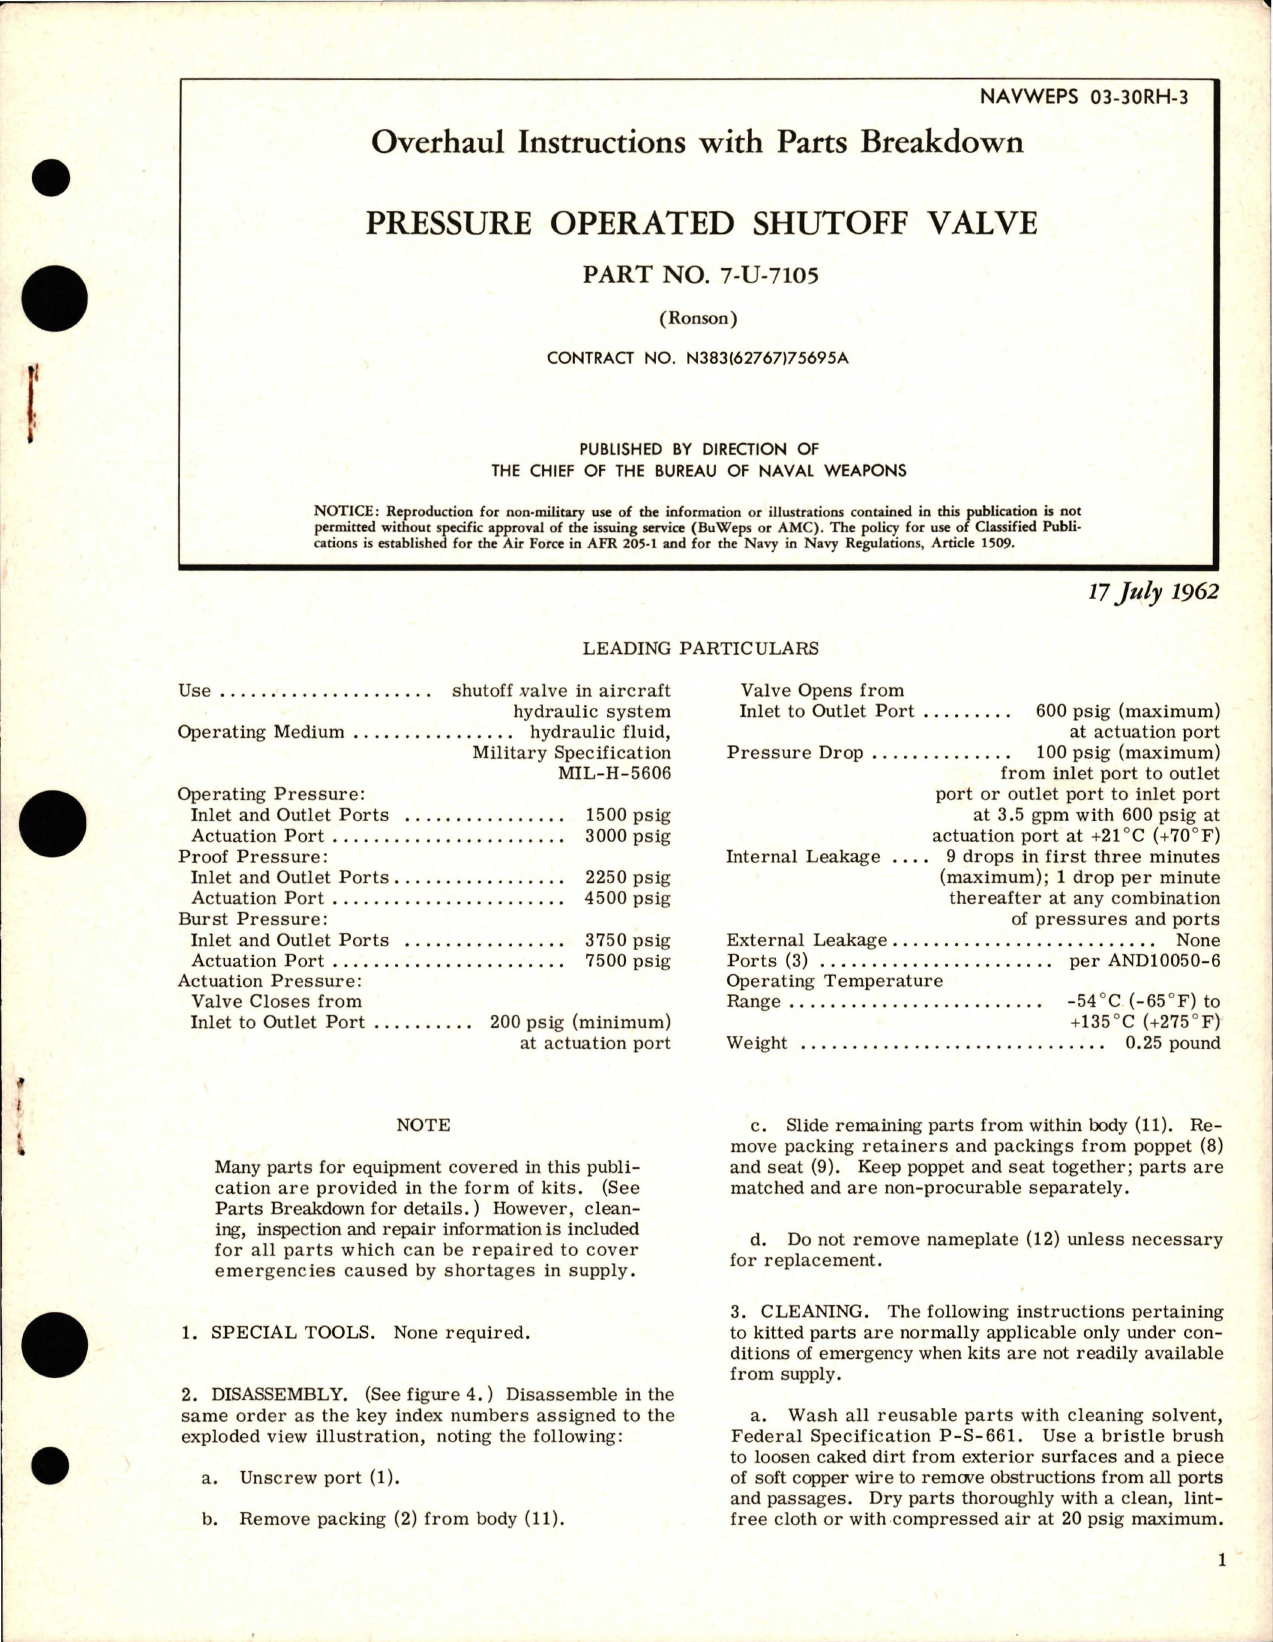 NAVWEPS 03-30RH-3
Overhaul Instructions with Parts Breakdown
PRESSURE OPERATED SHUTOFF VALVE
PART NO. 7-U-7105
(Ronson)
CONTRACT NO. N383(62767)75695A
PUBLISHED BY DIRECTION OF
THE CHIEF OF THE BUREAU OF NAVAL WEAPONS
NOTICE: Reproduction for non-military use of the information or illustrations contained in this publication is not
permitted without specific approval of the issuing service (BuWeps or AMC). The policy for use of Classified Publi-
cations is established for the Air Force in AFR 205-1 and for the Navy in Navy Regulations, Article 1509.
17 July 1962
LEADING PARTICULARS
Use ..................... shutoff valve in aircraft
hydraulic system
Operating Medium ................ hydraulic fluid,
Military Specification
MIL-H-5606
Operating Pressure:
Inlet and Outlet Ports ................ 1500 psig
Actuation Port ....................... 3000 psig
Proof Pressure:
Inlet and Outlet Ports................. 2250 psig
Actuation Port ....................... 4500 psig
Burst Pressure:
Inlet and Outlet Ports ................ 3750 psig
Actuation Port ....................... 7500 psig
Actuation Pressure:
Valve Closes from
Inlet to Outlet Port .......... 200 psig (minimum)
at actuation port
Valve Opens from
Inlet to Outlet Port ......... 600 psig (maximum)
at actuation port
Pressure Drop .............. 100 psig (maximum)
from inlet port to outlet
port or outlet port to inlet port
at 3.5 gpm with 600 psig at
actuation port at +21°C (+70°F)
Internal Leakage .... 9 drops in first three minutes
(maximum); 1 drop per minute
thereafter at any combination
of pressures and ports
External Leakage.......................... None
Ports (3) ....................... per AND10050-6
Operating Temperature
Range ......................... -54°C (-65°F) to
+135°C (+275°F)
Weight .............................. 0.25 pound
NOTE
Many parts for equipment covered in this publi-
cation are provided in the form of kits. (See
Parts Breakdown for details.) However, clean-
ing, inspection and repair information is included
for all parts which can be repaired to cover
emergencies caused by shortages in supply.
1. SPECIAL TOOLS. None required.
2. DISASSEMBLY. (See figure 4.) Disassemble in the
same order as the key index numbers assigned to the
exploded view illustration, noting the following:
a. Unscrew port (1).
b. Remove packing (2) from body (11).
c. Slide remaining parts from within body (11). Re-
move packing retainers and packings from poppet (8)
and seat (9). Keep poppet and seat together; parts are
matched and are non-procurable separately.
d. Do not remove nameplate (12) unless necessary
for replacement.
3. CLEANING. The following instructions pertaining
to kitted parts are normally applicable only under con-
ditions of emergency when kits are not readily available
from supply.
a. Wash all reusable parts with cleaning solvent,
Federal Specification P-S-661. Use a bristle brush
to loosen caked dirt from exterior surfaces and a piece
of soft copper wire to remove obstructions from all ports
and passages. Dry parts thoroughly with a clean, lint-
free cloth or with compressed air at 20 psig maximum.
1